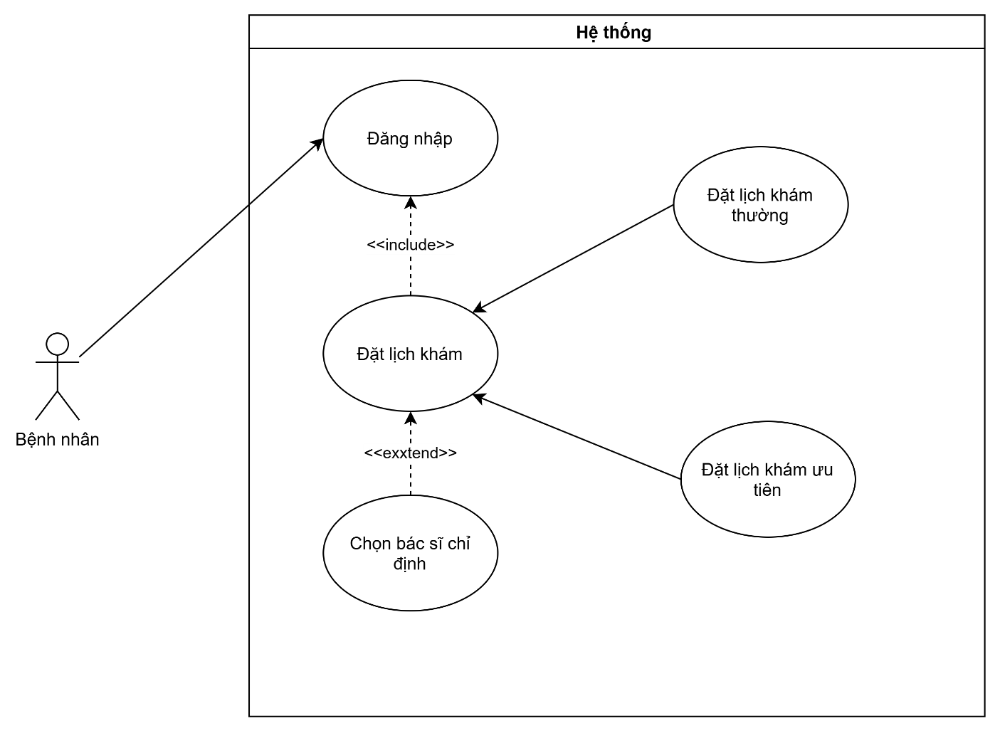 Hệ thống
Đăng nhập
Đặt lịch khám
thường
<<include>>
Đặt lịch khám
Bệnh nhân
<<exxtend>>
Đặt lịch khám ưu
tiên
Chọn bác sĩ chỉ
định